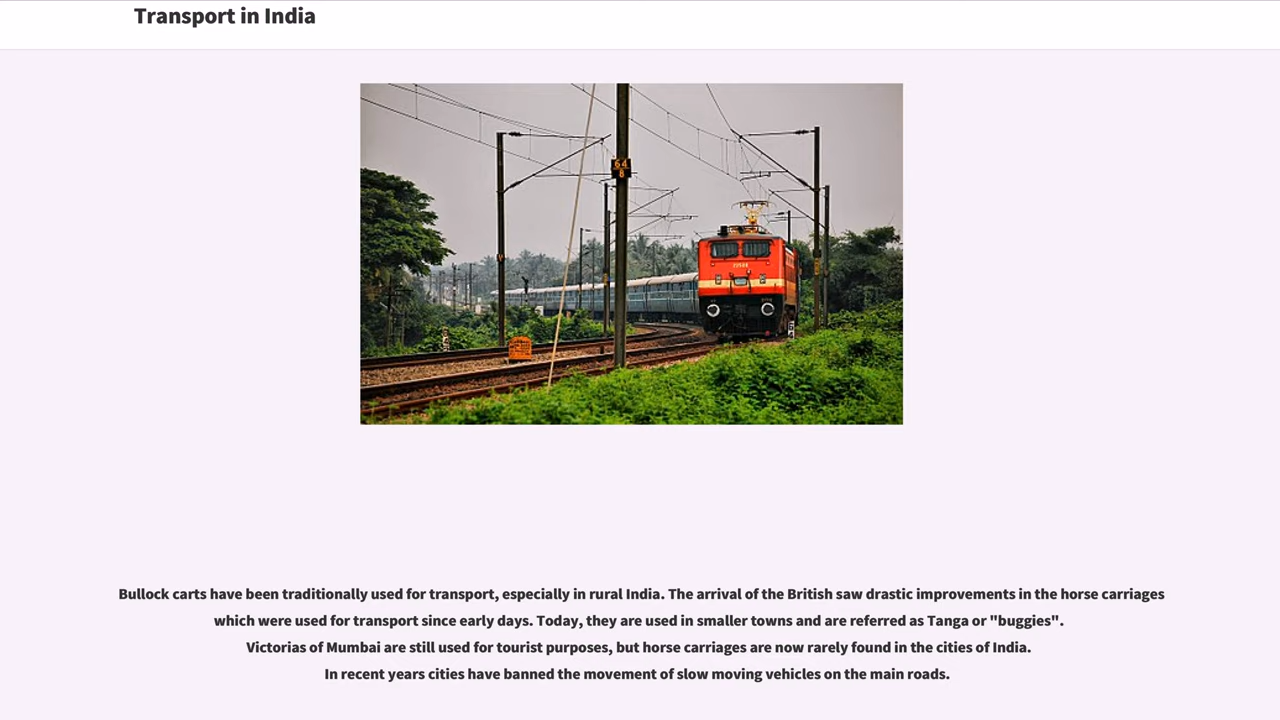 Transport in India
64
8
Bullock carts have been traditionally used for transport, especially in rural India. The arrival of the British saw drastic improvements in the horse carriages
which were used for transport since early days. Today, they are used in smaller towns and are referred as Tanga or "buggies".
Victorias of Mumbai are still used for tourist purposes, but horse carriages are now rarely found in the cities of India.
In recent years cities have banned the movement of slow moving vehicles on the main roads.